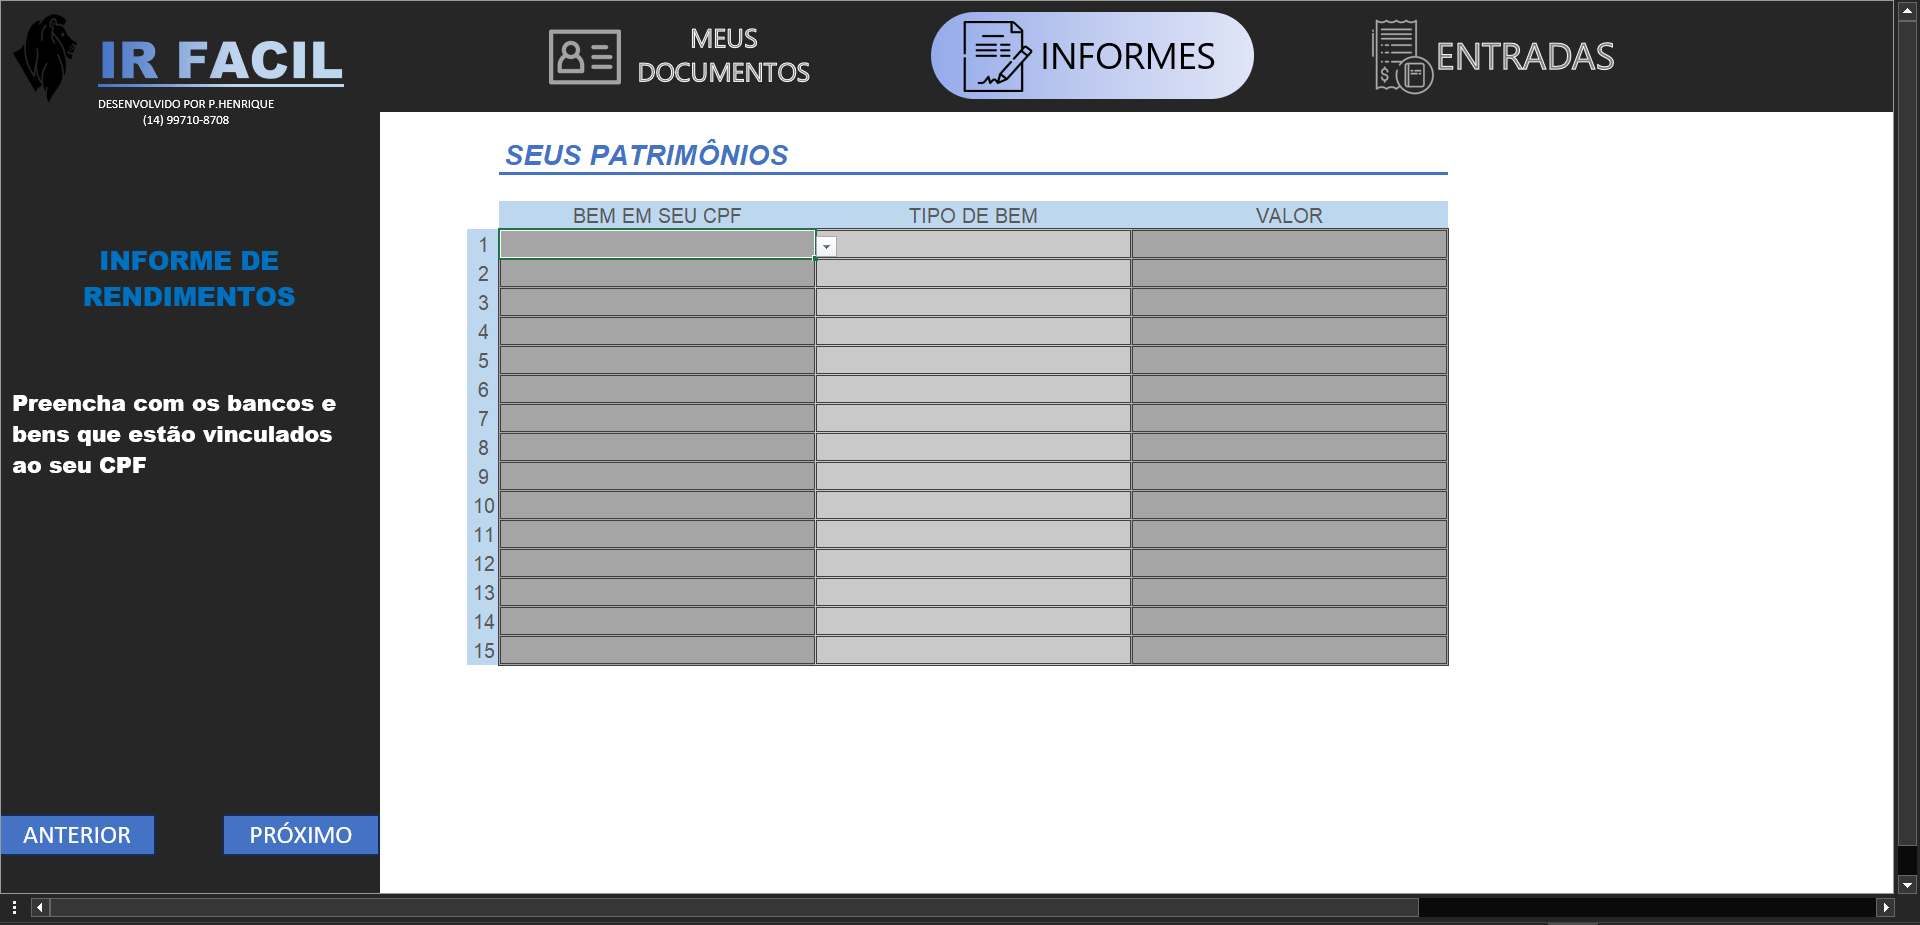 IR FACIL
DESENVOLVIDO POR P.HENRIQUE
(14) 99710-8708
MEUS
DOCUMENTOS
INFORMES
$
ENTRADAS
INFORME DE
RENDIMENTOS
Preencha com os bancos e
bens que estão vinculados
ao seu CPF
ANTERIOR
PRÓXIMO
SEUS PATRIMÔNIOS
BEM EM SEU CPF TIPO DE BEM VALOR
1
2
3
4
5
6
7
8
9
10
11
12
13
14
15